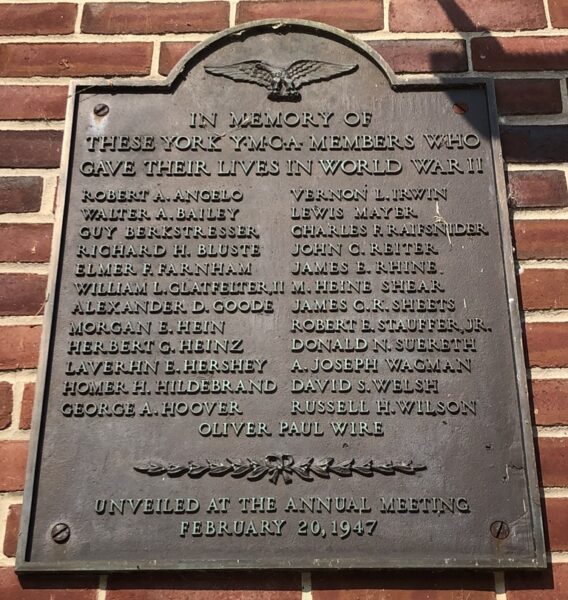 IN MEMORY OF
THESE YORK Y·M·C·A· MEMBERS WHO
GAVE THEIR LIVES IN WORLD WAR II
ROBERT A. ANGELO
WALTER A. BAILEY
GUY BERKSTRESSER
RICHARD H. BLUSTE
ELMER F. FARNHAM
WILLIAM L. GLATFELTER, II
ALEXANDER D. GOODE
MORGAN E. HEIN
HERBERT G. HEINZ
LAVERHN E. HERSHEY
HOMER H. HILDEBRAND
GEORGE A. HOOVER
VERNON L. IRWIN
LEWIS MAYER
CHARLES F. RAIFSNIDER
JOHN C. REITER
JAMES E. RHINE
M. HEINE SHEAR
JAMES G. R. SHEETS
ROBERT E. STAUFFER, JR.
DONALD N. SUERETH
A. JOSEPH WAGMAN
DAVID S. WELSH
RUSSELL H. WILSON
OLIVER PAUL WIRE
UNVEILED AT THE ANNUAL MEETING
FEBRUARY 20, 1947